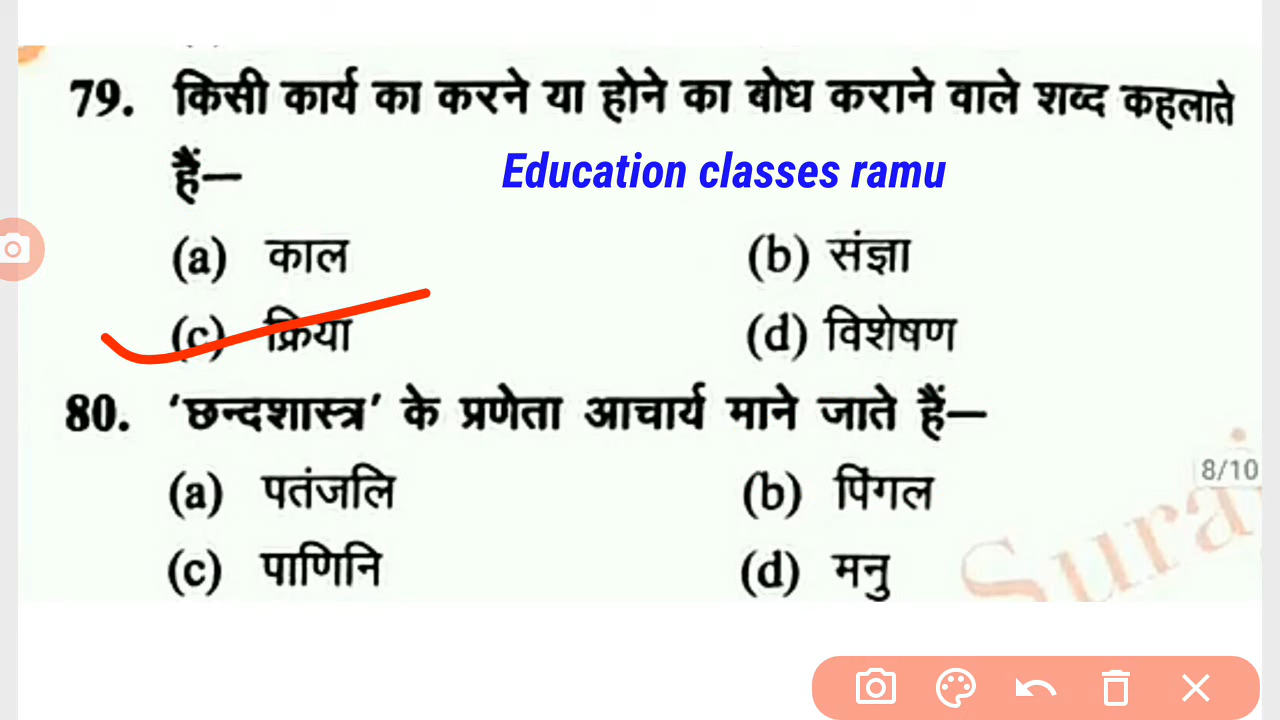 79. किसी कार्य का करने या होने का बोध कराने वाले शब्द कहलाते
हैं—
Education classes ramu
(a) काल (b) संज्ञा
(c) क्रिया (d) विशेषण
80. ‘छन्दशास्त्र’ के प्रणेता आचार्य माने जाते हैं—
(a) पतंजलि (b) पिंगल
8/10
(c) पाणिनि (d) मनु
Suraj